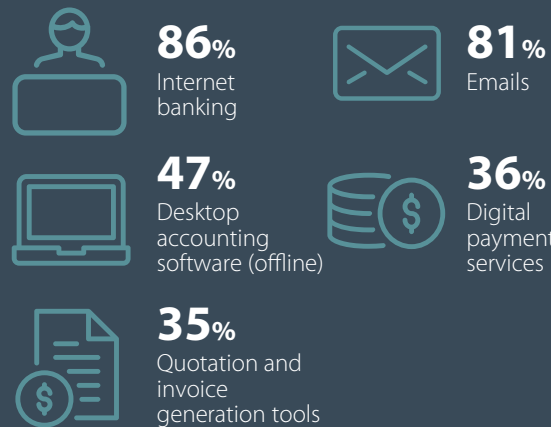 86%
Internet
banking
81%
Emails
47%
Desktop
accounting
software (offline)
36%
Digital
payment
services
35%
Quotation and
invoice
generation tools
$
$